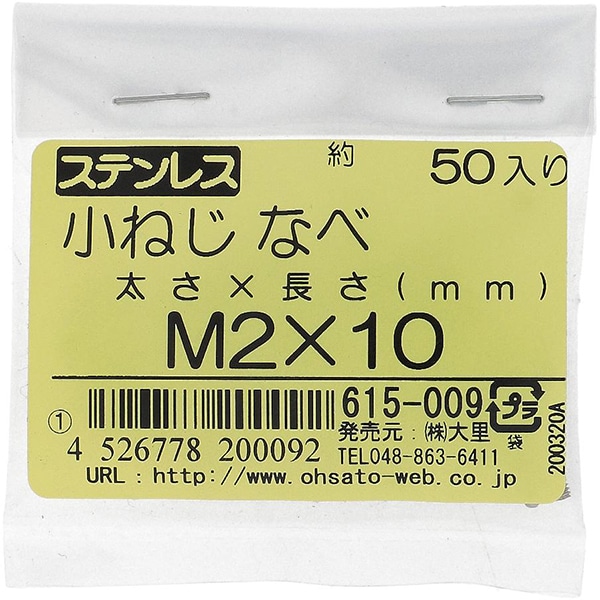 ステンレス 約 50入り
小ねじ なべ
太さ×長さ(mm)
M2×10
615-009 プラ
① 発売元:㈱大里 袋
4 526778 200092 TEL048-863-6411
URL:http://www.ohsato-web.co.jp
200320A